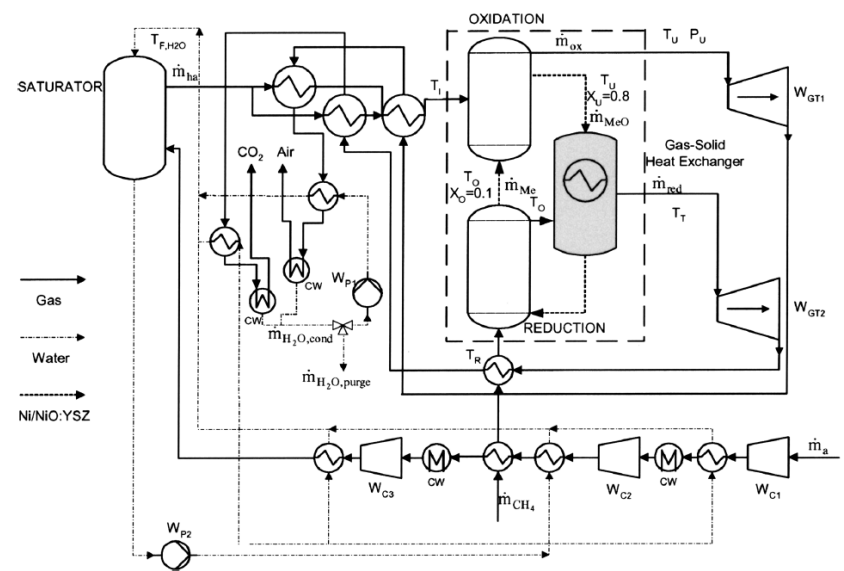 OXIDATION
T_F,H2O
ṁ_ha
SATURATOR
ṁ_ox
T_U P_U
T_I
W_GT1
T_U
X_U=0.8
ṁ_MeO
CO₂
Air
Gas-Solid
Heat Exchanger
T_O
X_O=0.1
ṁ_Me
T_O
ṁ_red
T_T
W_P1
CW
CW
Gas
W_GT2
ṁ_H₂O,cond
REDUCTION
Water
T_R
ṁ_H₂O,purge
Ni/NiO:YSZ
ṁ_a
W_C3
CW
W_C2
CW
W_C1
ṁ_CH₄
W_P2